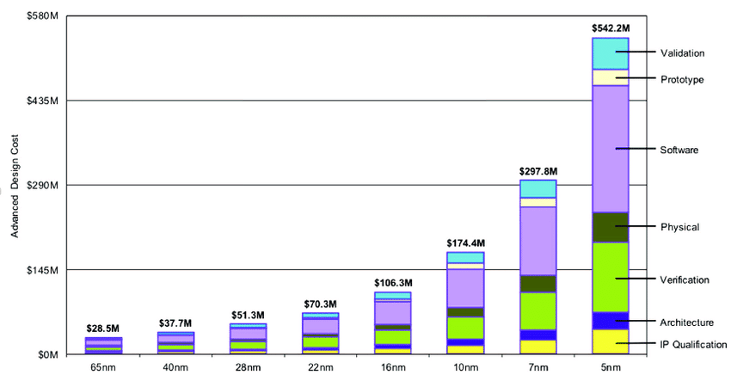 $580M
$542.2M
Validation
Prototype
$435M
Software
$297.8M
$290M
Advanced Design Cost
Physical
$174.4M
Verification
$145M
$106.3M
$70.3M
$51.3M
$37.7M
$28.5M
Architecture
IP Qualification
$0M
65nm 40nm 28nm 22nm 16nm 10nm 7nm 5nm